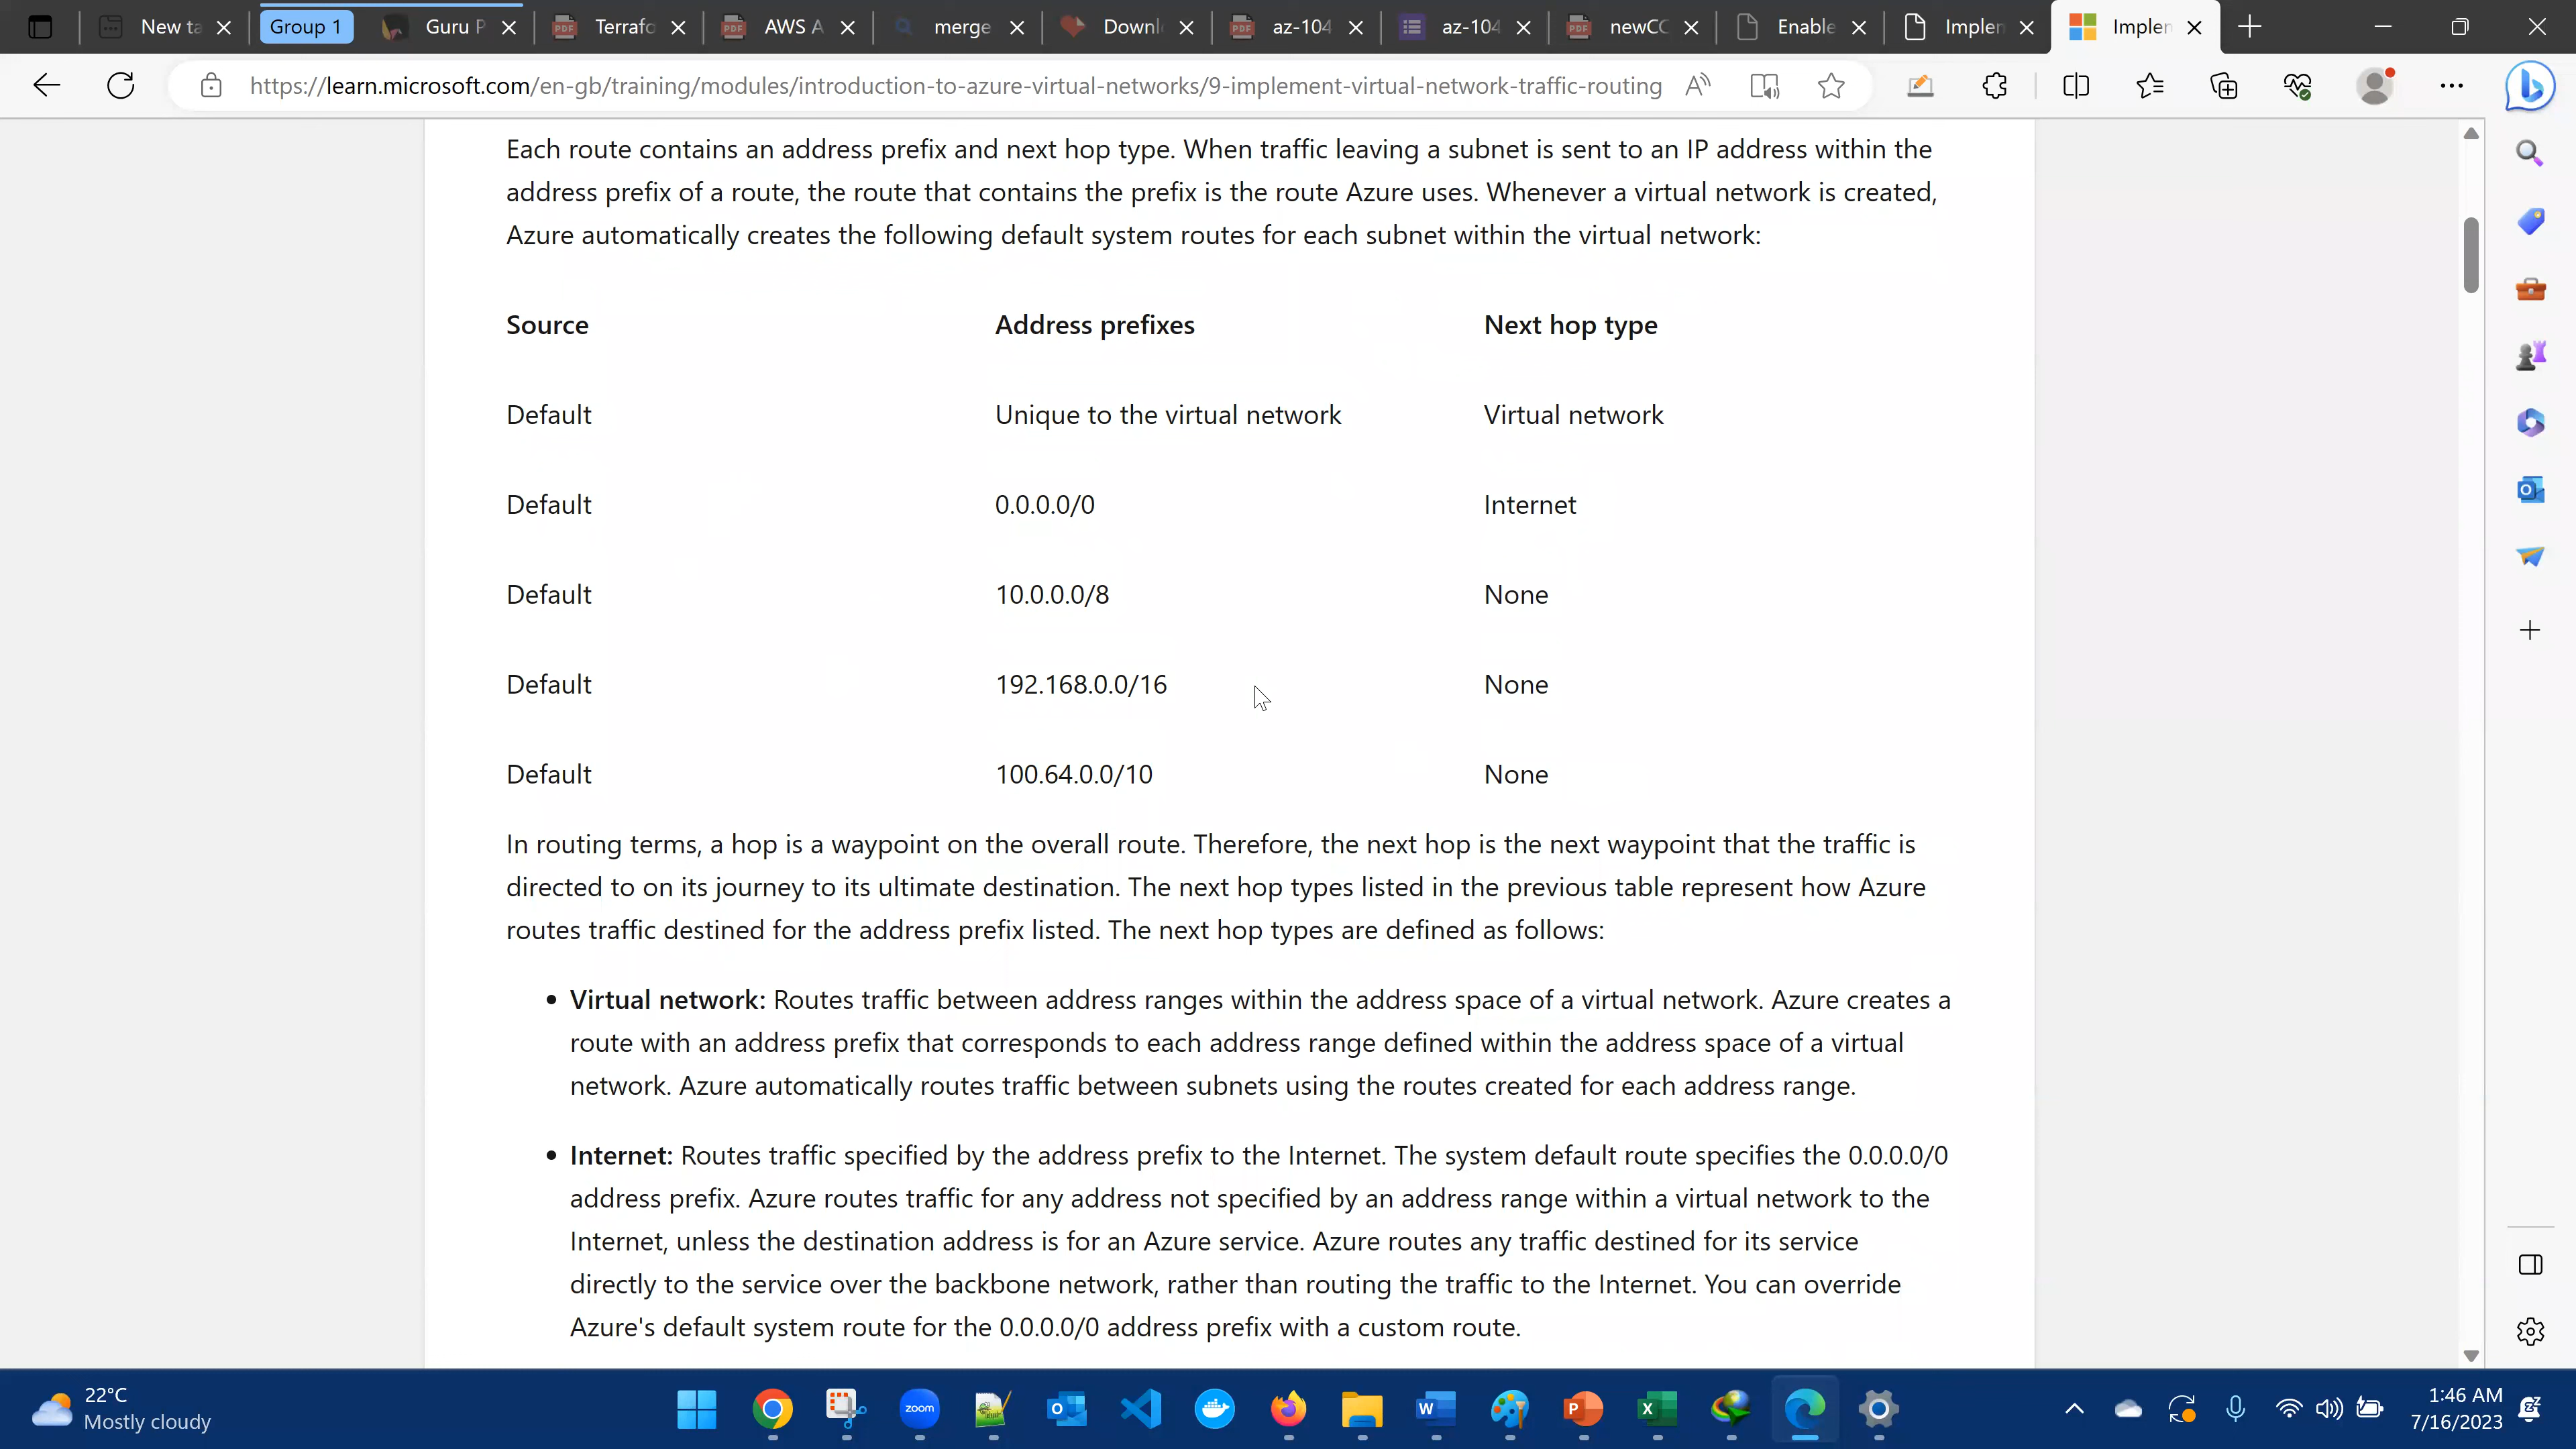 New ta
Group 1
Guru P
Terrafo
AWS A
merge
Downl
az-104
az-104
newCC
Enable
Implen
Implen
https://learn.microsoft.com/en-gb/training/modules/introduction-to-azure-virtual-networks/9-implement-virtual-network-traffic-routing
Each route contains an address prefix and next hop type. When traffic leaving a subnet is sent to an IP address within the
address prefix of a route, the route that contains the prefix is the route Azure uses. Whenever a virtual network is created,
Azure automatically creates the following default system routes for each subnet within the virtual network:
Source Address prefixes Next hop type
Default Unique to the virtual network Virtual network
Default 0.0.0.0/0 Internet
Default 10.0.0.0/8 None
Default 192.168.0.0/16 None
Default 100.64.0.0/10 None
In routing terms, a hop is a waypoint on the overall route. Therefore, the next hop is the next waypoint that the traffic is
directed to on its journey to its ultimate destination. The next hop types listed in the previous table represent how Azure
routes traffic destined for the address prefix listed. The next hop types are defined as follows:
• Virtual network: Routes traffic between address ranges within the address space of a virtual network. Azure creates a
route with an address prefix that corresponds to each address range defined within the address space of a virtual
network. Azure automatically routes traffic between subnets using the routes created for each address range.
• Internet: Routes traffic specified by the address prefix to the Internet. The system default route specifies the 0.0.0.0/0
address prefix. Azure routes traffic for any address not specified by an address range within a virtual network to the
Internet, unless the destination address is for an Azure service. Azure routes any traffic destined for its service
directly to the service over the backbone network, rather than routing the traffic to the Internet. You can override
Azure's default system route for the 0.0.0.0/0 address prefix with a custom route.
22°C
Mostly cloudy
zoom
1:46 AM
7/16/2023